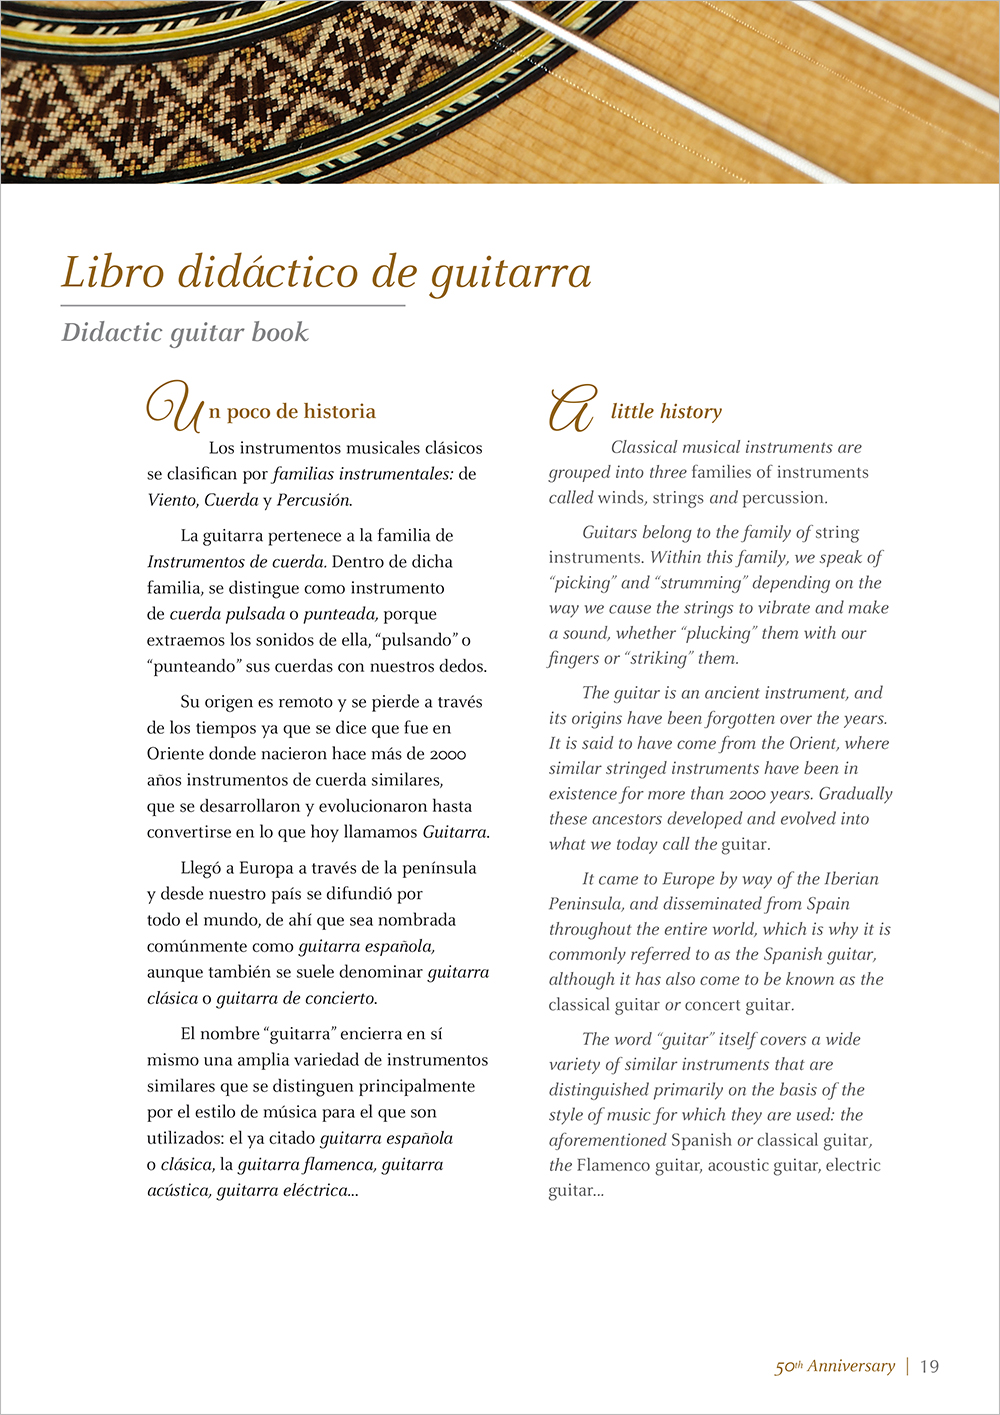 Libro didáctico de guitarra
Didactic guitar book
Un poco de historia
Los instrumentos musicales clásicos
se clasifican por familias instrumentales: de
Viento, Cuerda y Percusión.
La guitarra pertenece a la familia de
Instrumentos de cuerda. Dentro de dicha
familia, se distingue como instrumento
de cuerda pulsada o punteada, porque
extraemos los sonidos de ella, “pulsando” o
“punteando” sus cuerdas con nuestros dedos.
Su origen es remoto y se pierde a través
de los tiempos ya que se dice que fue en
Oriente donde nacieron hace más de 2000
años instrumentos de cuerda similares,
que se desarrollaron y evolucionaron hasta
convertirse en lo que hoy llamamos Guitarra.
Llegó a Europa a través de la península
y desde nuestro país se difundió por
todo el mundo, de ahí que sea nombrada
comúnmente como guitarra española,
aunque también se suele denominar guitarra
clásica o guitarra de concierto.
El nombre “guitarra” encierra en sí
mismo una amplia variedad de instrumentos
similares que se distinguen principalmente
por el estilo de música para el que son
utilizados: el ya citado guitarra española
o clásica, la guitarra flamenca, guitarra
acústica, guitarra eléctrica...
A little history
Classical musical instruments are
grouped into three families of instruments
called winds, strings and percussion.
Guitars belong to the family of string
instruments. Within this family, we speak of
“picking” and “strumming” depending on the
way we cause the strings to vibrate and make
a sound, whether “plucking” them with our
fingers or “striking” them.
The guitar is an ancient instrument, and
its origins have been forgotten over the years.
It is said to have come from the Orient, where
similar stringed instruments have been in
existence for more than 2000 years. Gradually
these ancestors developed and evolved into
what we today call the guitar.
It came to Europe by way of the Iberian
Peninsula, and disseminated from Spain
throughout the entire world, which is why it is
commonly referred to as the Spanish guitar,
although it has also come to be known as the
classical guitar or concert guitar.
The word “guitar” itself covers a wide
variety of similar instruments that are
distinguished primarily on the basis of the
style of music for which they are used: the
aforementioned Spanish or classical guitar,
the Flamenco guitar, acoustic guitar, electric
guitar...
50th Anniversary | 19